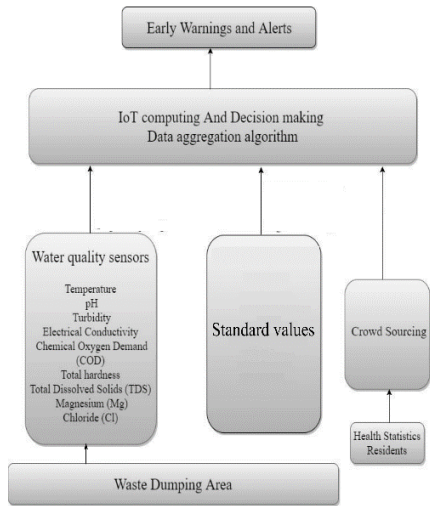 Early Warnings and Alerts
IoT computing And Decision making
Data aggregation algorithm
Water quality sensors
Temperature
pH
Turbidity
Electrical Conductivity
Chemical Oxygen Demand
(COD)
Total hardness
Total Dissolved Solids (TDS)
Magnesium (Mg)
Chloride (Cl)
Standard values
Crowd Sourcing
Health Statistics
Residents
Waste Dumping Area